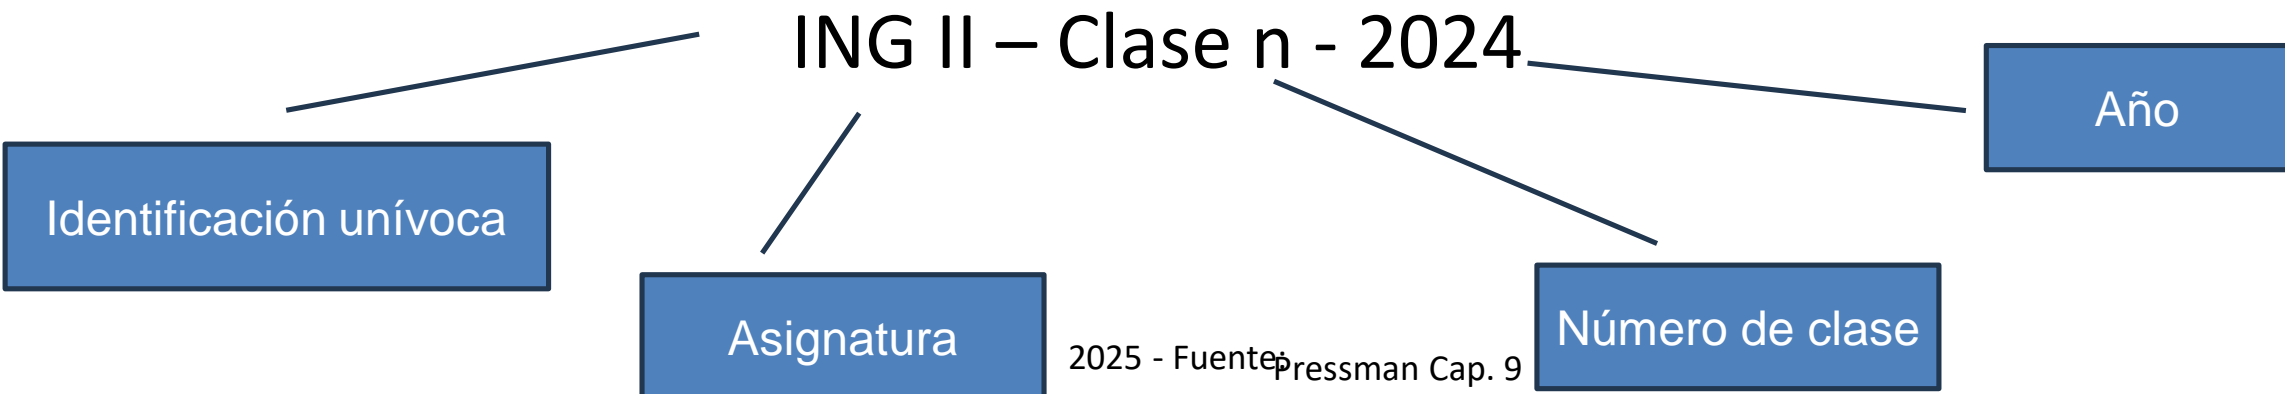 ING II – Clase n - 2024
Año
Identificación unívoca
Asignatura
Número de clase
2025 - Fuente:
Pressman Cap. 9